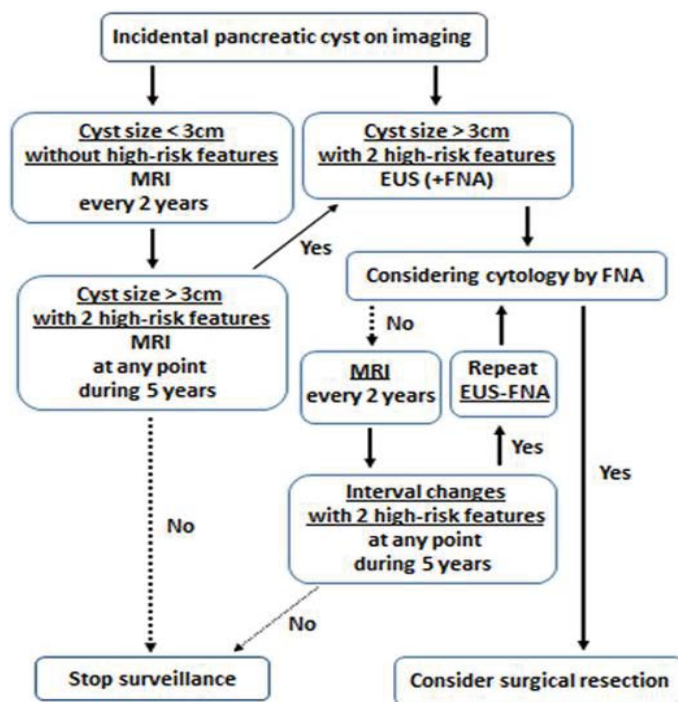 Incidental pancreatic cyst on imaging
Cyst size < 3cm
without high-risk features
MRI
every 2 years
Cyst size > 3cm
with 2 high-risk features
EUS (+FNA)
Yes
Considering cytology by FNA
Cyst size > 3cm
with 2 high-risk features
MRI
at any point
during 5 years
No
MRI
every 2 years
Repeat
EUS-FNA
Yes
Yes
Interval changes
with 2 high-risk features
at any point
during 5 years
No
No
Stop surveillance
Consider surgical resection